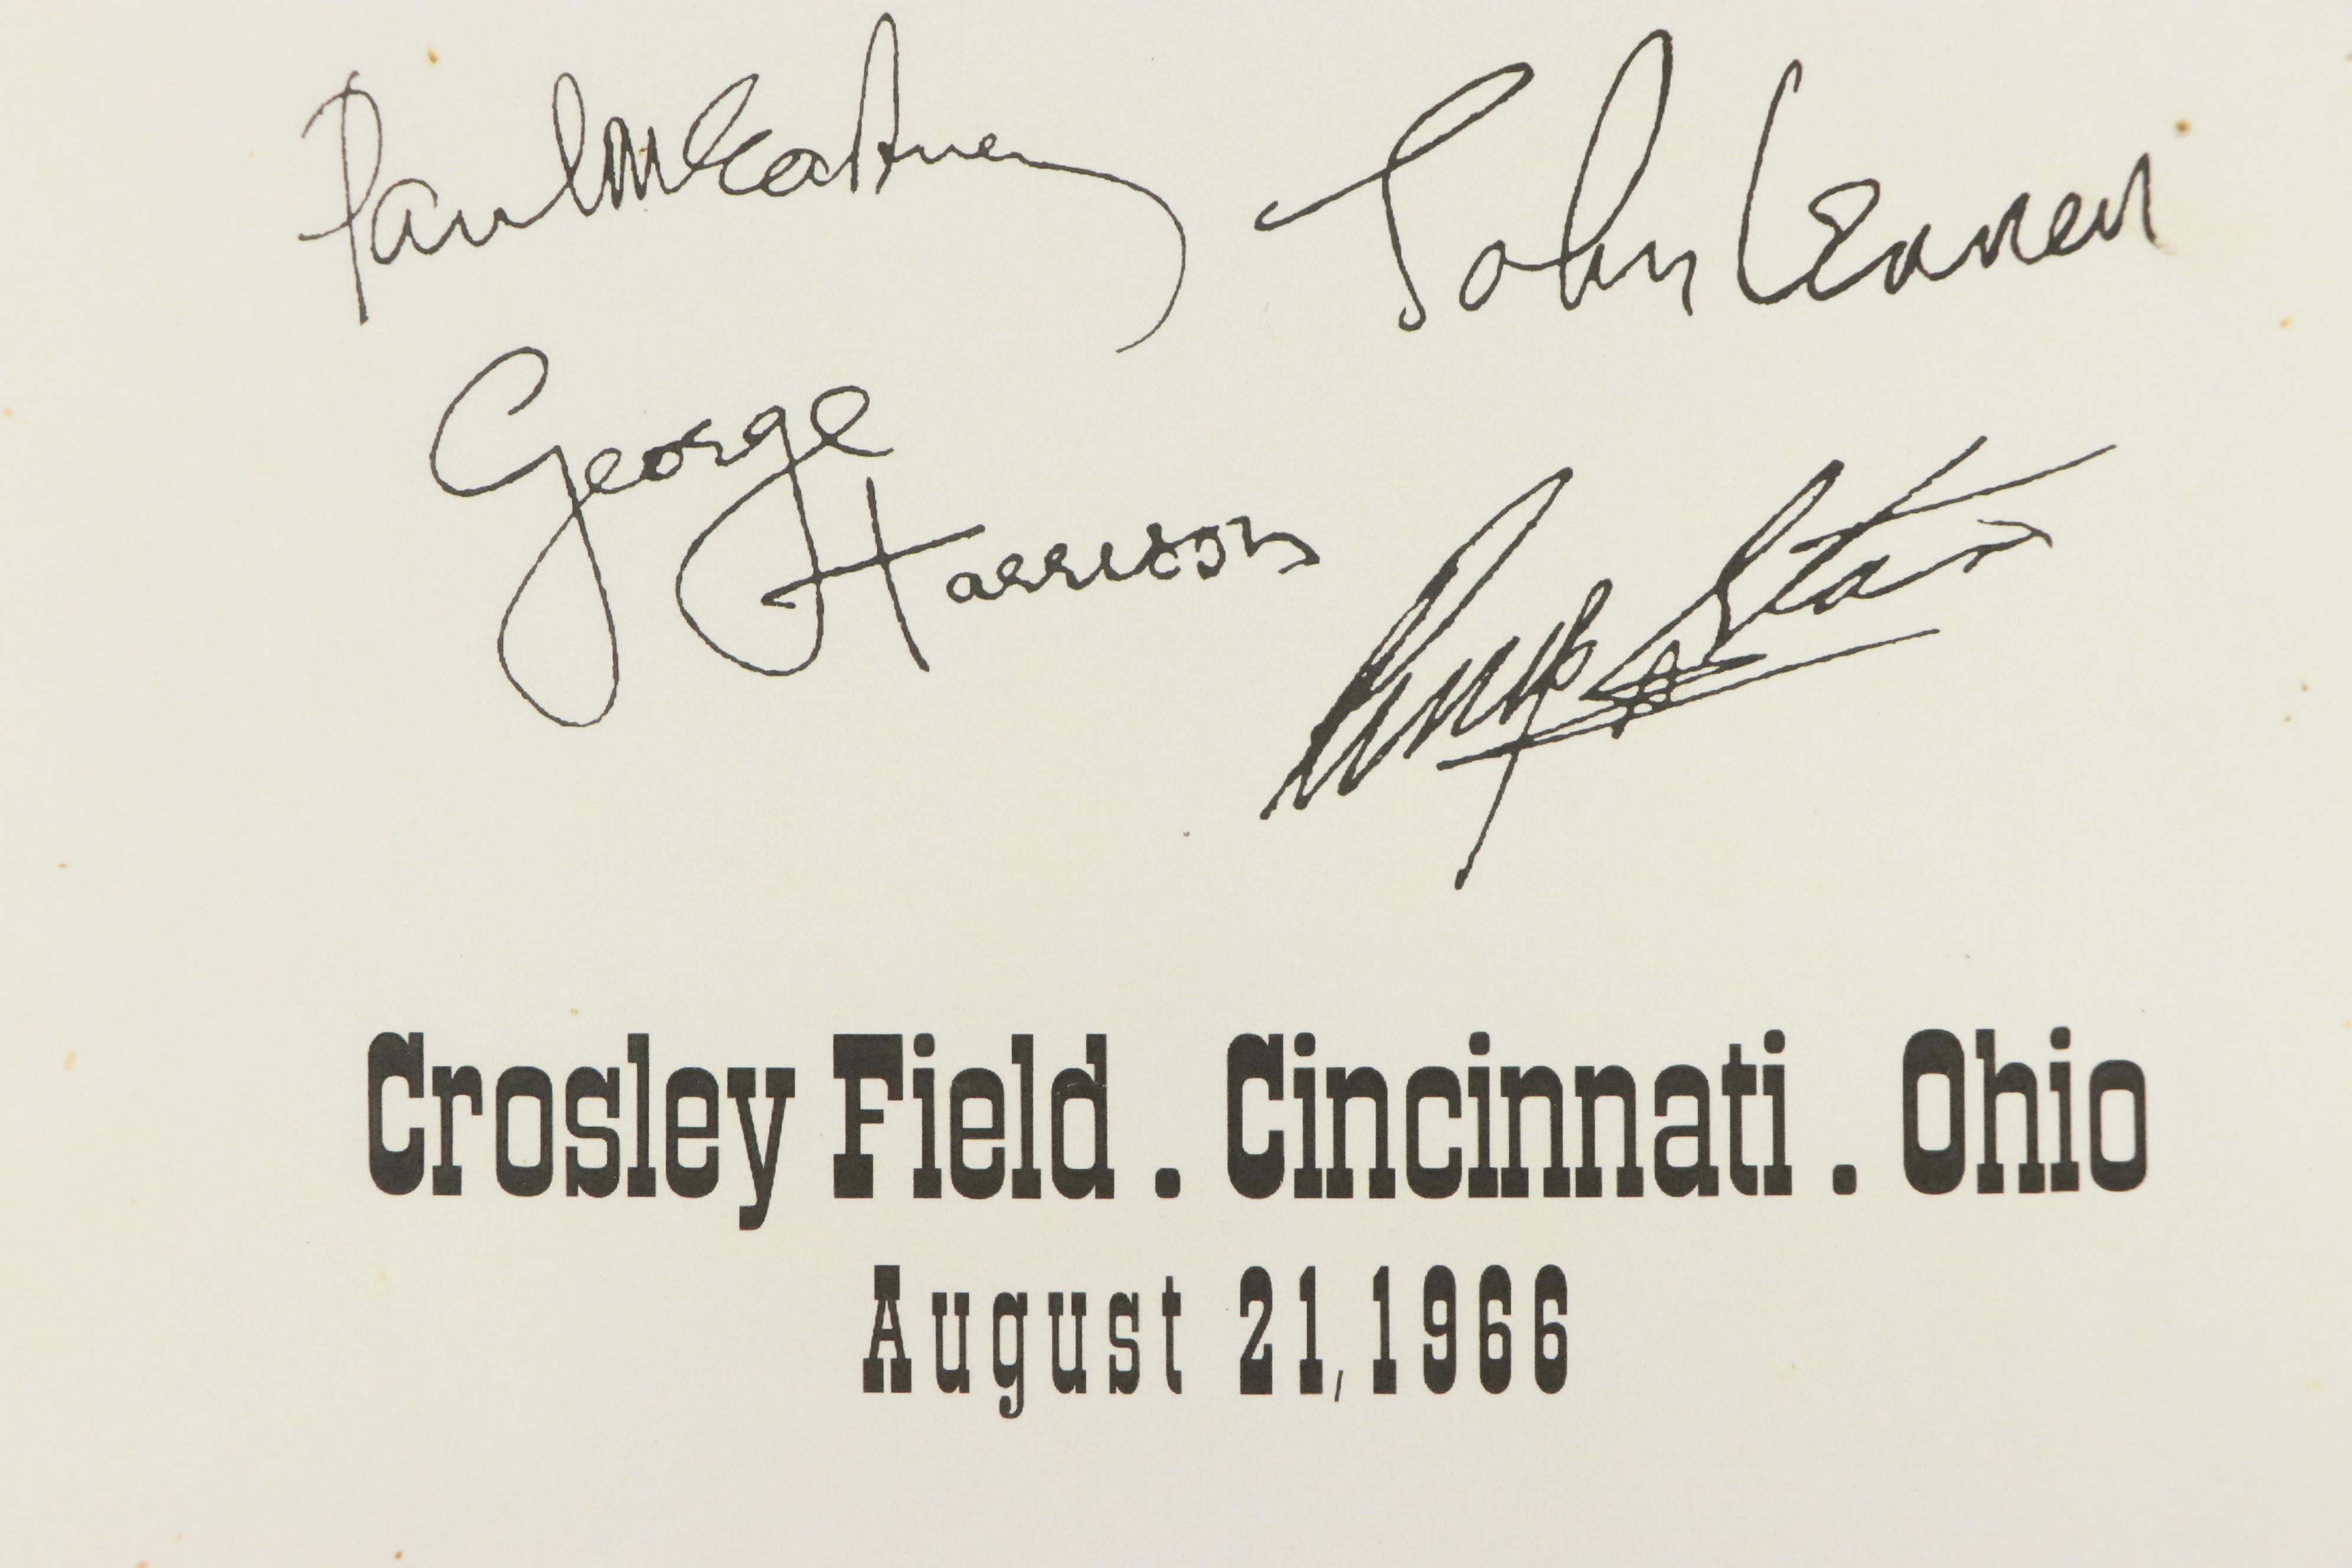 Paul McCartney
John Lennon
George
Harrison
Ringo Starr
Crosley Field . Cincinnati . Ohio
August 21, 1966